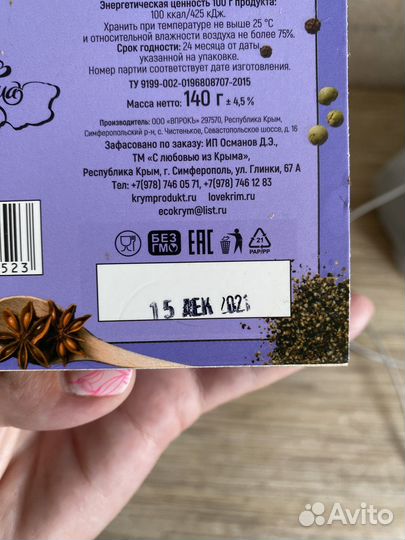 Энергетическая ценность 100 г продукта:
100 ккал/425 кДж.
Хранить при температуре не выше 25 °С
и относительной влажности воздуха не более 75%.
Срок годности: 24 месяца от даты,
указанной на упаковке.
Номер партии соответствует дате изготовления.
ТУ 9199-002-0196808707-2015
Масса нетто: 140 г ± 4,5%
Производитель: ООО «ВПРОКЪ» 297570, Республика Крым,
Симферопольский р-н, с. Чистенькое, Севастопольское шоссе, д. 16
Зафасовано по заказу: ИП Османов Д.Э.,
ТМ «С любовью из Крыма»,
Республика Крым, г. Симферополь, ул. Глинки, 67 А
Тел.:+7(978) 746 05 71, +7(978) 746 12 83
krymprodukt.ru lovekrim.ru
ecokrym@list.ru
БЕЗ
ГМО
EAC
21
PAP/PP
523
15 ДЕК 2021
Avito